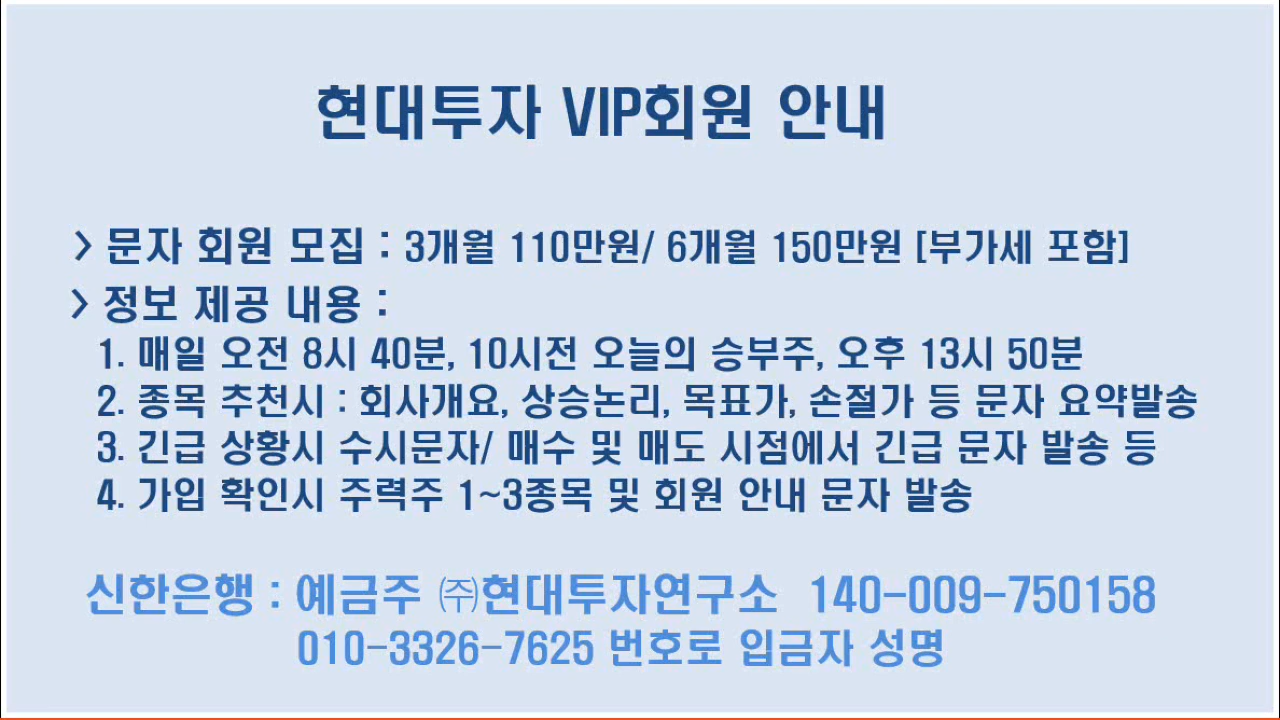 현대투자 VIP회원 안내
> 문자 회원 모집 : 3개월 110만원/ 6개월 150만원 [부가세 포함]
> 정보 제공 내용 :
1. 매일 오전 8시 40분, 10시전 오늘의 승부주, 오후 13시 50분
2. 종목 추천시 : 회사개요, 상승논리, 목표가, 손절가 등 문자 요약발송
3. 긴급 상황시 수시문자/ 매수 및 매도 시점에서 긴급 문자 발송 등
4. 가입 확인시 주력주 1~3종목 및 회원 안내 문자 발송
신한은행 : 예금주 ㈜현대투자연구소 140-009-750158
010-3326-7625 번호로 입금자 성명